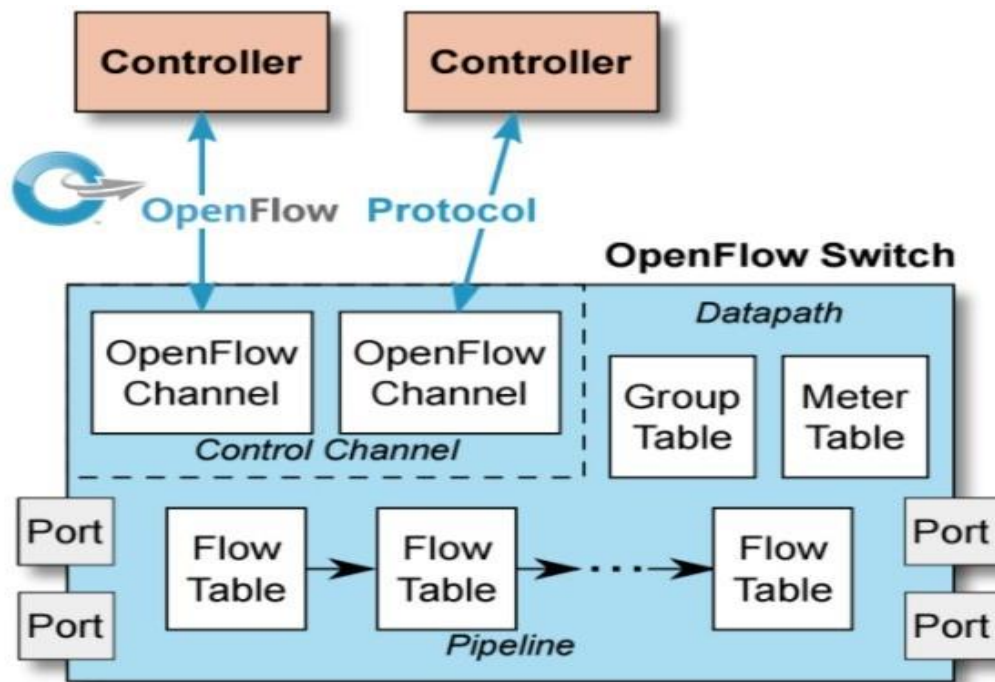 Controller
Controller
OpenFlow Protocol
OpenFlow Switch
OpenFlow
Channel
OpenFlow
Channel
Control Channel
Datapath
Group
Table
Meter
Table
Port
Port
Flow
Table
Flow
Table
...
Flow
Table
Pipeline
Port
Port